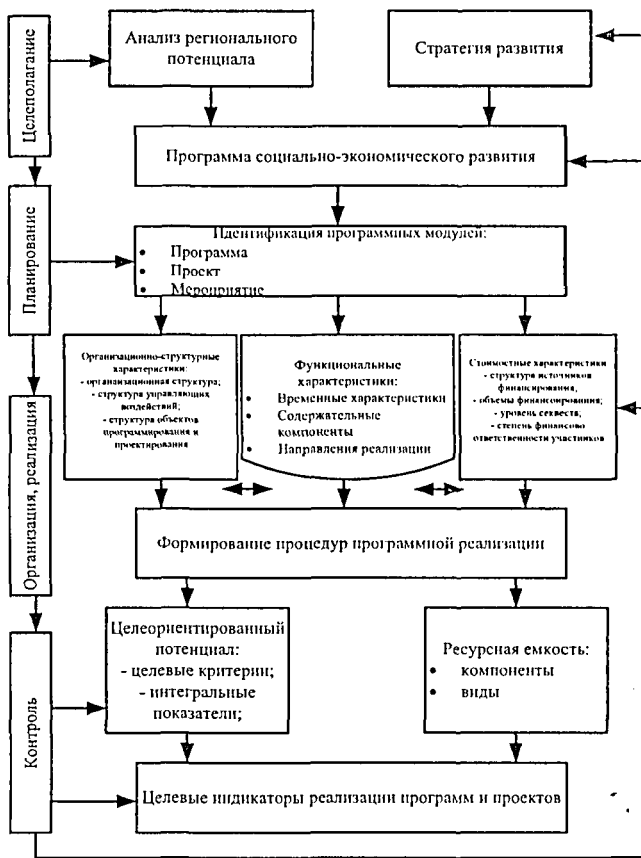 Целеполагание
Анализ регионального
потенциала
Стратегия развития
Программа социально-экономического развития
Планирование
Идентификация программных модулей:
• Программа
• Проект
• Мероприятие
Организационно-структурные
характеристики:
- организационная структура;
- структура управляющих
воздействий;
- структура объектов
программирования и
проектирования
Функциональные
характеристики:
• Временные характеристики
• Содержательные
компоненты
• Направления реализации
Стоимостные характеристики
- структура источников
финансирования,
- объемы финансирования;
- уровень секвеств;
- степень финансово
ответственности участников
Организация, реализация
Формирование процедур программной реализации
Целеориентированный
потенциал:
- целевые критерии;
- интегральные
показатели;
Ресурсная емкость:
• компоненты
• виды
Контроль
Целевые индикаторы реализации программ и проектов